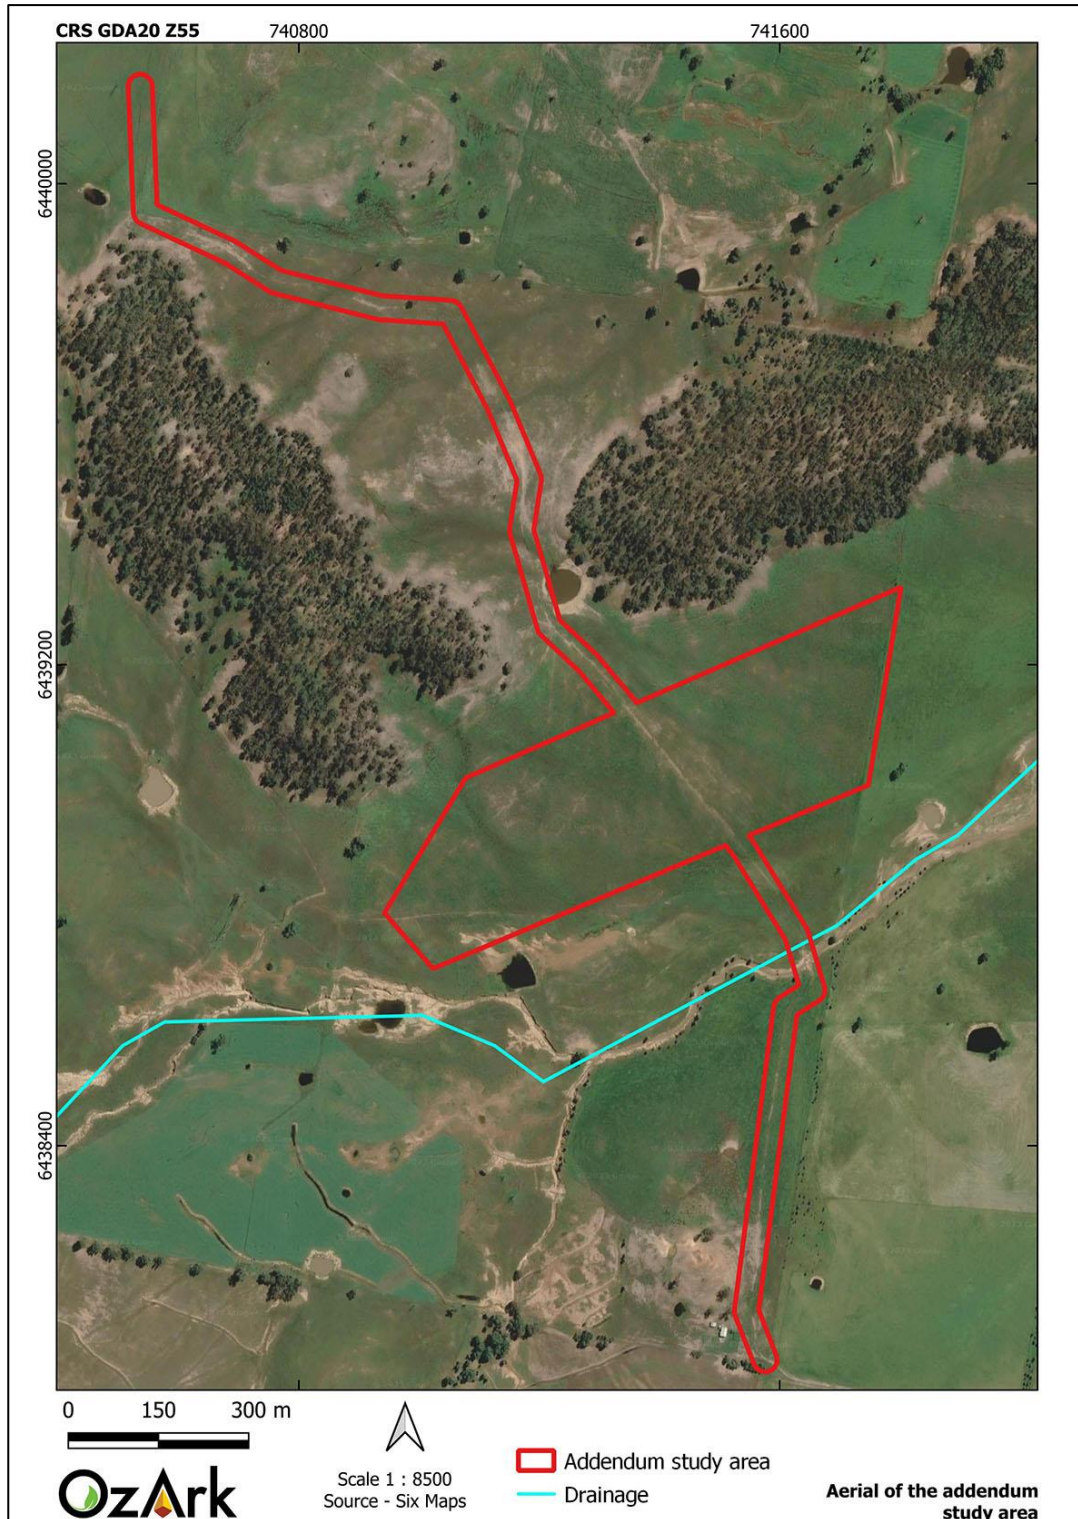 CRS GDA20 Z55
740800
741600
6440000
6439200
6438400
0 150 300 m
Scale 1 : 8500
Source - Six Maps
Addendum study area
Drainage
OzArk
Aerial of the addendum
study area